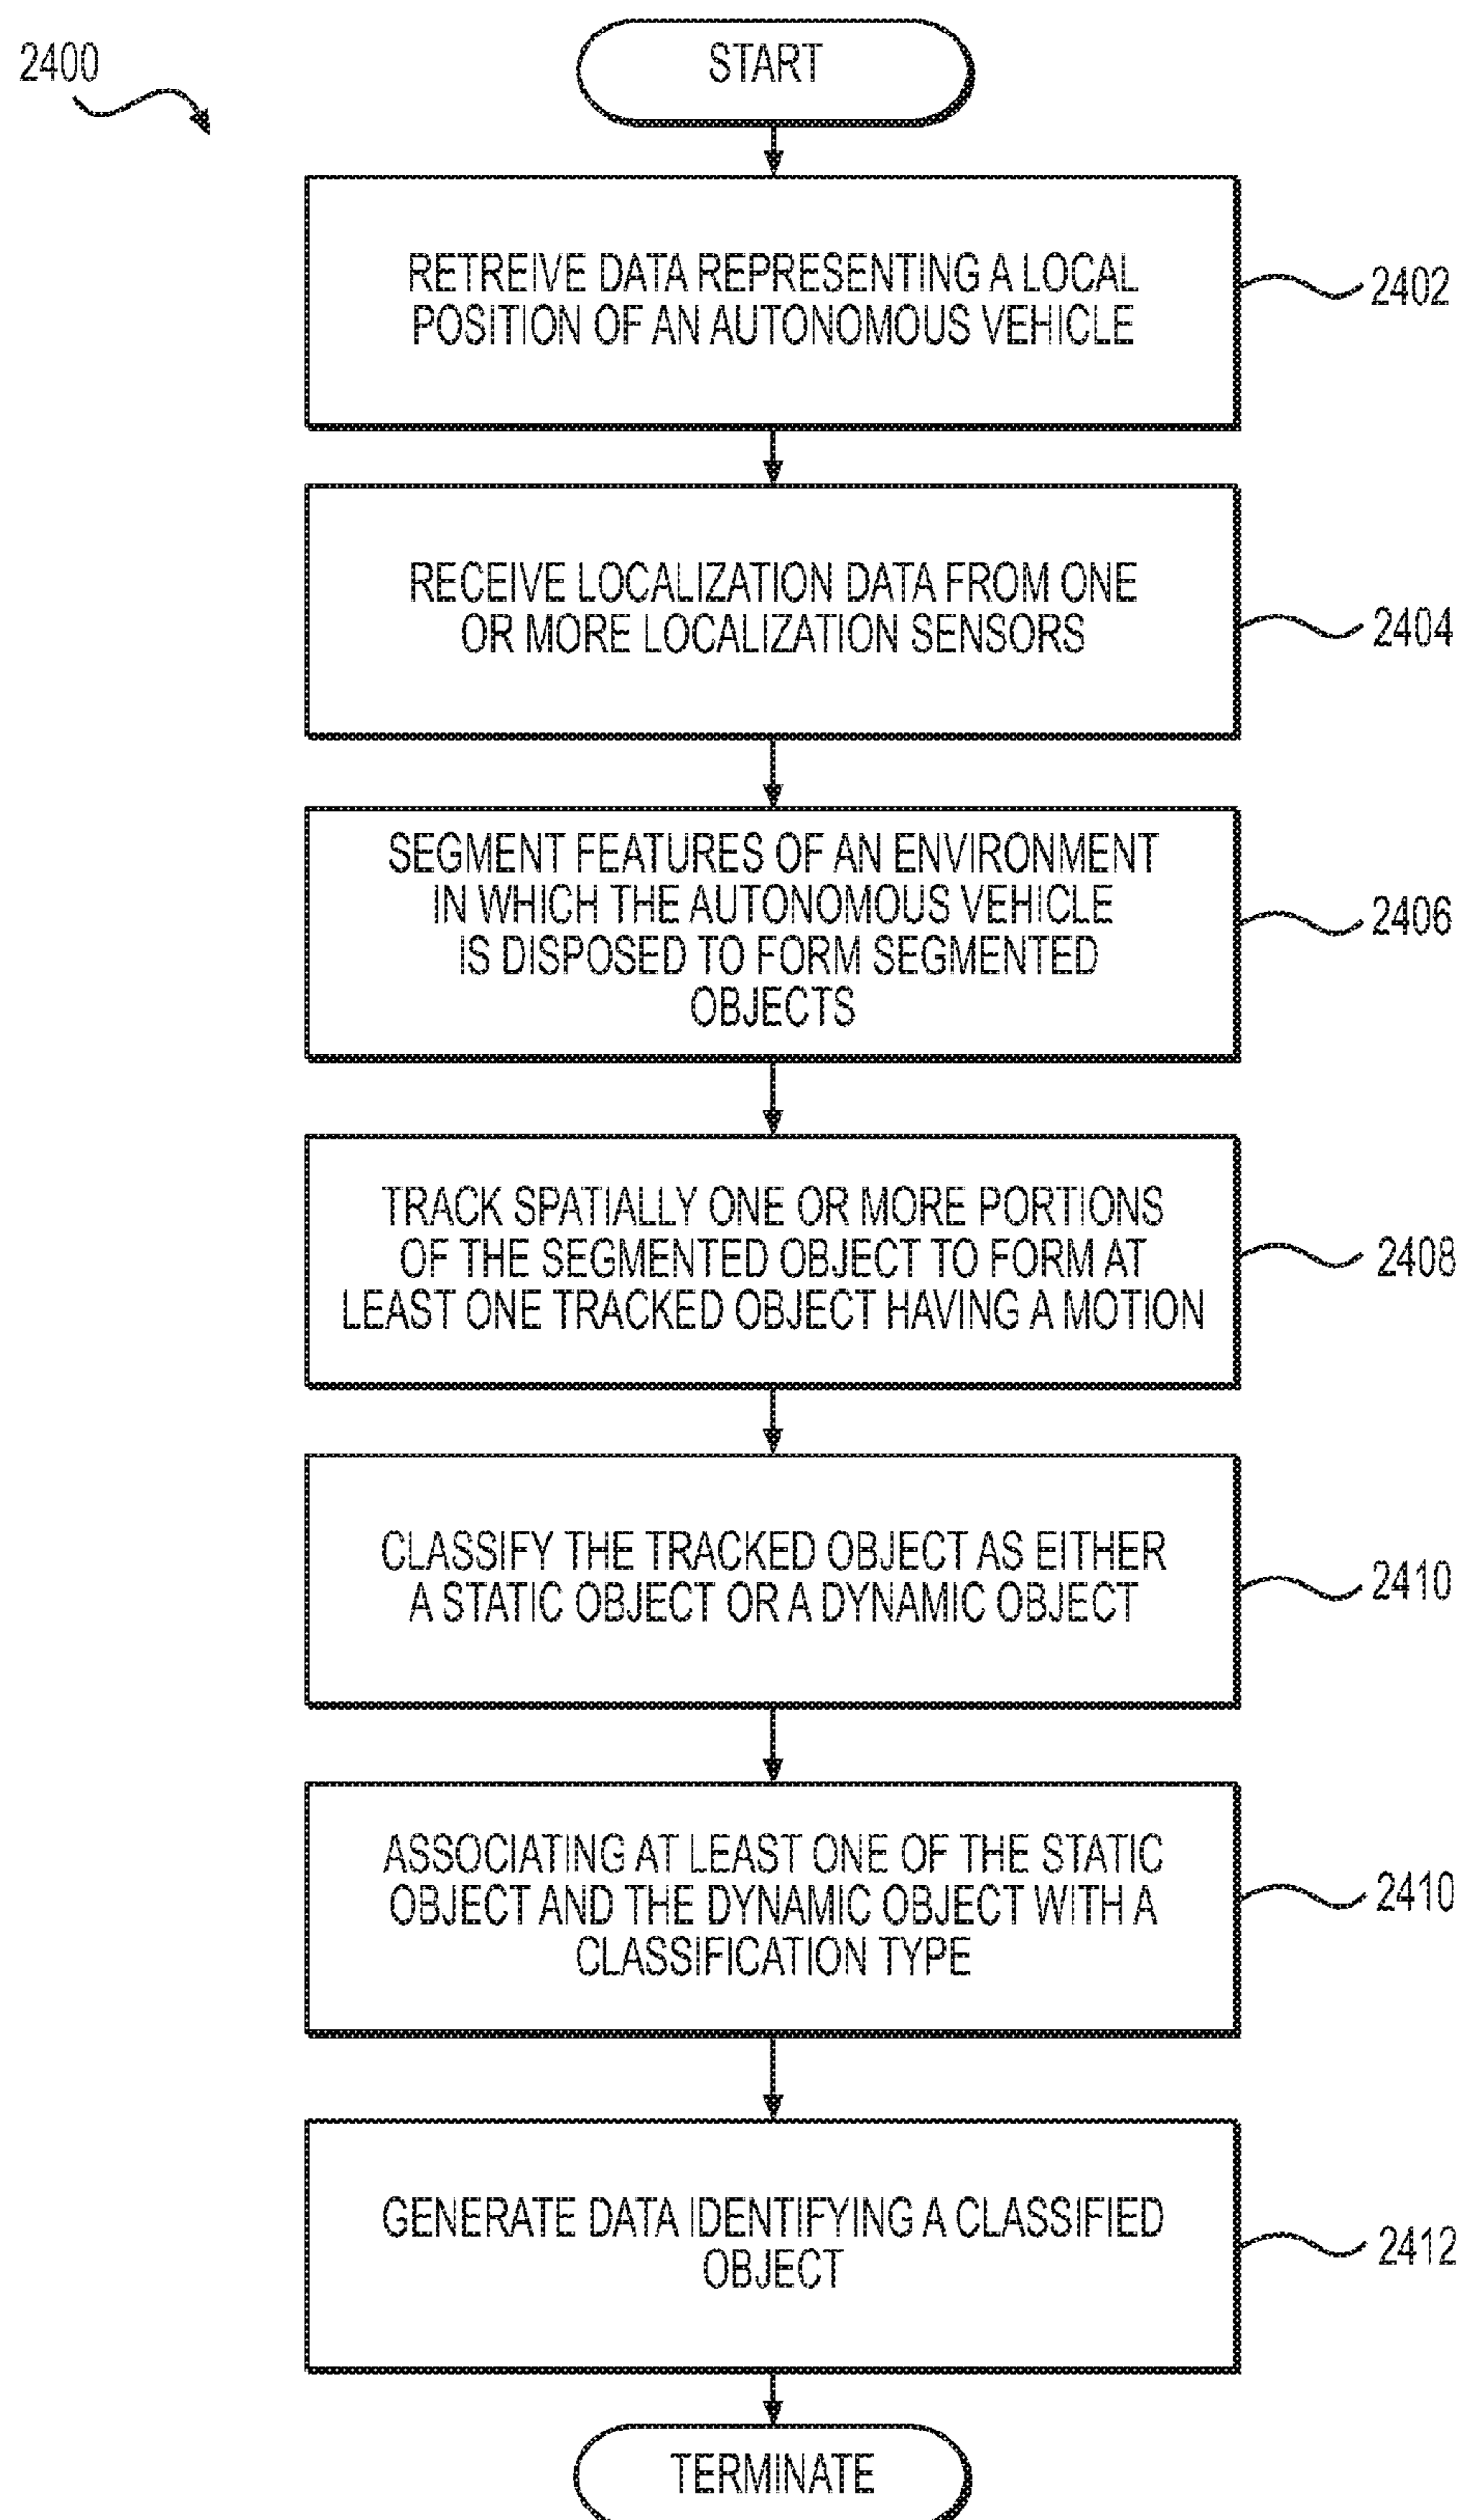 2400
START
RETREIVE DATA REPRESENTING A LOCAL
POSITION OF AN AUTONOMOUS VEHICLE
2402
RECEIVE LOCALIZATION DATA FROM ONE
OR MORE LOCALIZATION SENSORS
2404
SEGMENT FEATURES OF AN ENVIRONMENT
IN WHICH THE AUTONOMOUS VEHICLE
IS DISPOSED TO FORM SEGMENTED
OBJECTS
2406
TRACK SPATIALLY ONE OR MORE PORTIONS
OF THE SEGMENTED OBJECT TO FORM AT
LEAST ONE TRACKED OBJECT HAVING A MOTION
2408
CLASSIFY THE TRACKED OBJECT AS EITHER
A STATIC OBJECT OR A DYNAMIC OBJECT
2410
ASSOCIATING AT LEAST ONE OF THE STATIC
OBJECT AND THE DYNAMIC OBJECT WITH A
CLASSIFICATION TYPE
2410
GENERATE DATA IDENTIFYING A CLASSIFIED
OBJECT
2412
TERMINATE